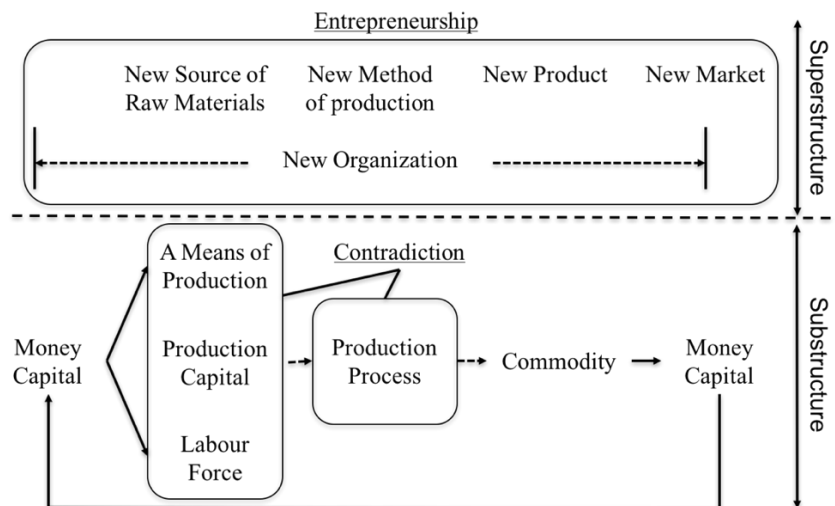 Entrepreneurship
New Source of
Raw Materials
New Method
of production
New Product
New Market
New Organization
Superstructure
A Means of
Production
Contradiction
Money
Capital
Production
Capital
Production
Process
Commodity
Money
Capital
Labour
Force
Substructure